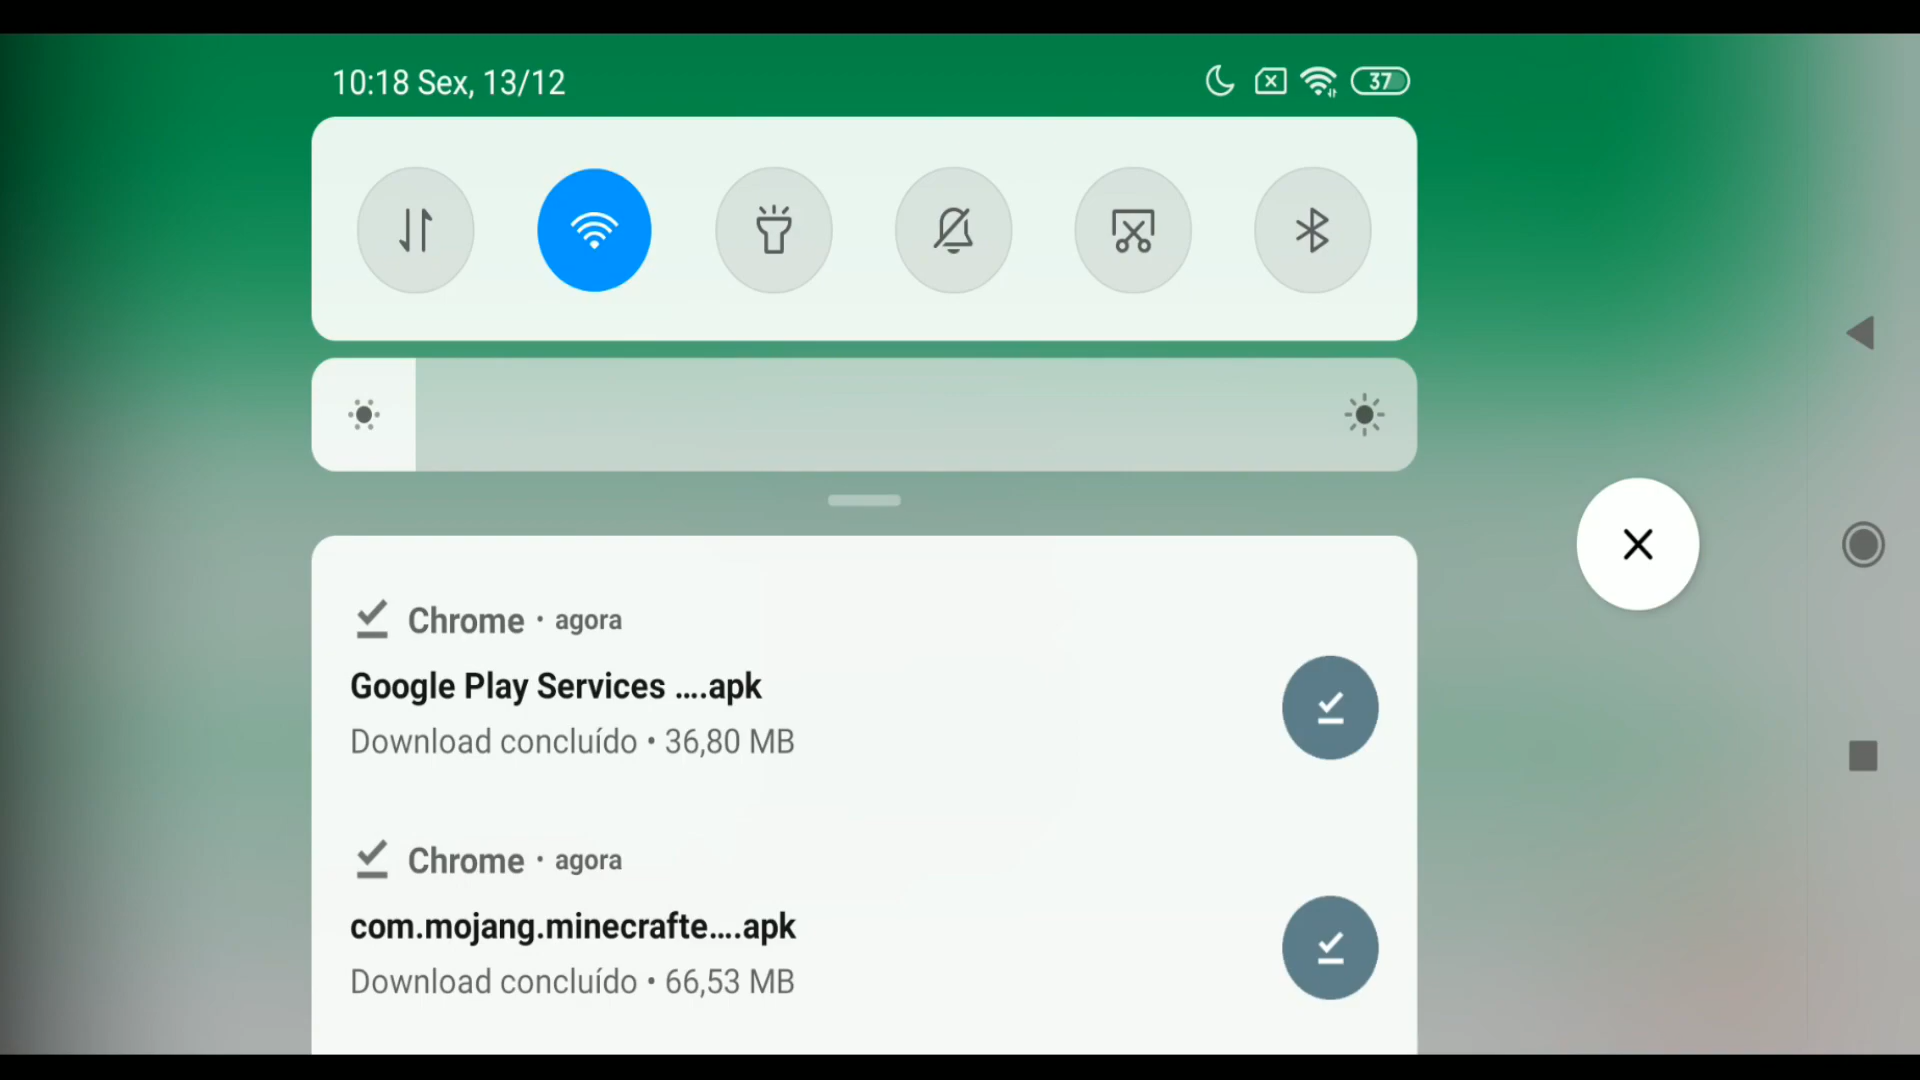 10:18 Sex, 13/12
37
Chrome · agora
Google Play Services ....apk
Download concluído • 36,80 MB
Chrome · agora
com.mojang.minecrafte....apk
Download concluído • 66,53 MB